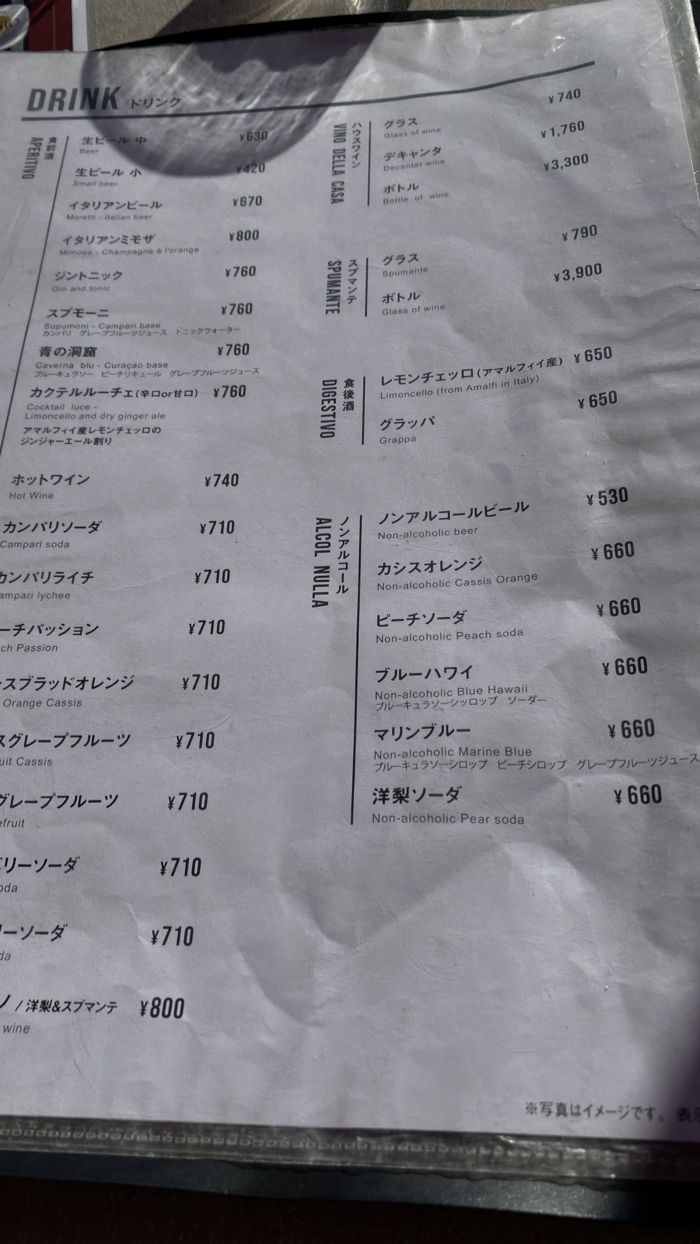 DRINK ドリンク
食前酒
APERITIVO
生ビール 中 ¥630
Beer
生ビール 小 ¥420
Small beer
イタリアンビール ¥670
Moretti - Italian beer
イタリアンミモザ ¥800
Mimosa - Champagne à l'orange
ジントニック ¥760
Gin and tonic
スプモーニ ¥760
Supumoni - Campari base
カンパリ グレープフルーツジュース トニックウォーター
青の洞窟 ¥760
Caverna blu - Curaçao base
ブルーキュラソー ピーチリキュール グレープフルーツジュース
カクテルルーチェ(辛口or甘口) ¥760
Cocktail luce -
Limoncello and dry ginger ale
アマルフィイ産レモンチェッロの
ジンジャーエール割り
ホットワイン ¥740
Hot Wine
カンパリソーダ ¥710
Campari soda
カンパリライチ ¥710
ampari lychee
ーチパッション ¥710
ch Passion
スブラッドオレンジ ¥710
Orange Cassis
スグレープフルーツ ¥710
uit Cassis
グレープフルーツ ¥710
efruit
リーソーダ ¥710
oda
ーソーダ ¥710
da
ノ / 洋梨&スプマンテ ¥800
wine
ハウスワイン
VINO DELLA CASA
グラス ¥740
Glass of wine
デキャンタ ¥1,760
Decanter wine
ボトル ¥3,300
Bottle of wine
スプマンテ
SPUMANTE
グラス ¥790
Spumante
ボトル ¥3,900
Glass of wine
食後酒
DIGESTIVO
レモンチェッロ(アマルフィイ産) ¥650
Limoncello (from Amalfi in Italy)
グラッパ ¥650
Grappa
ノンアルコール
ALCOL NULLA
ノンアルコールビール ¥530
Non-alcoholic beer
カシスオレンジ ¥660
Non-alcoholic Cassis Orange
ピーチソーダ ¥660
Non-alcoholic Peach soda
ブルーハワイ ¥660
Non-alcoholic Blue Hawaii
ブルーキュラソーシッロップ ソーダー
マリンブルー ¥660
Non-alcoholic Marine Blue
ブルーキュラソーシロップ ピーチシロップ グレープフルーツジュース
洋梨ソーダ ¥660
Non-alcoholic Pear soda
※写真はイメージです。 表示